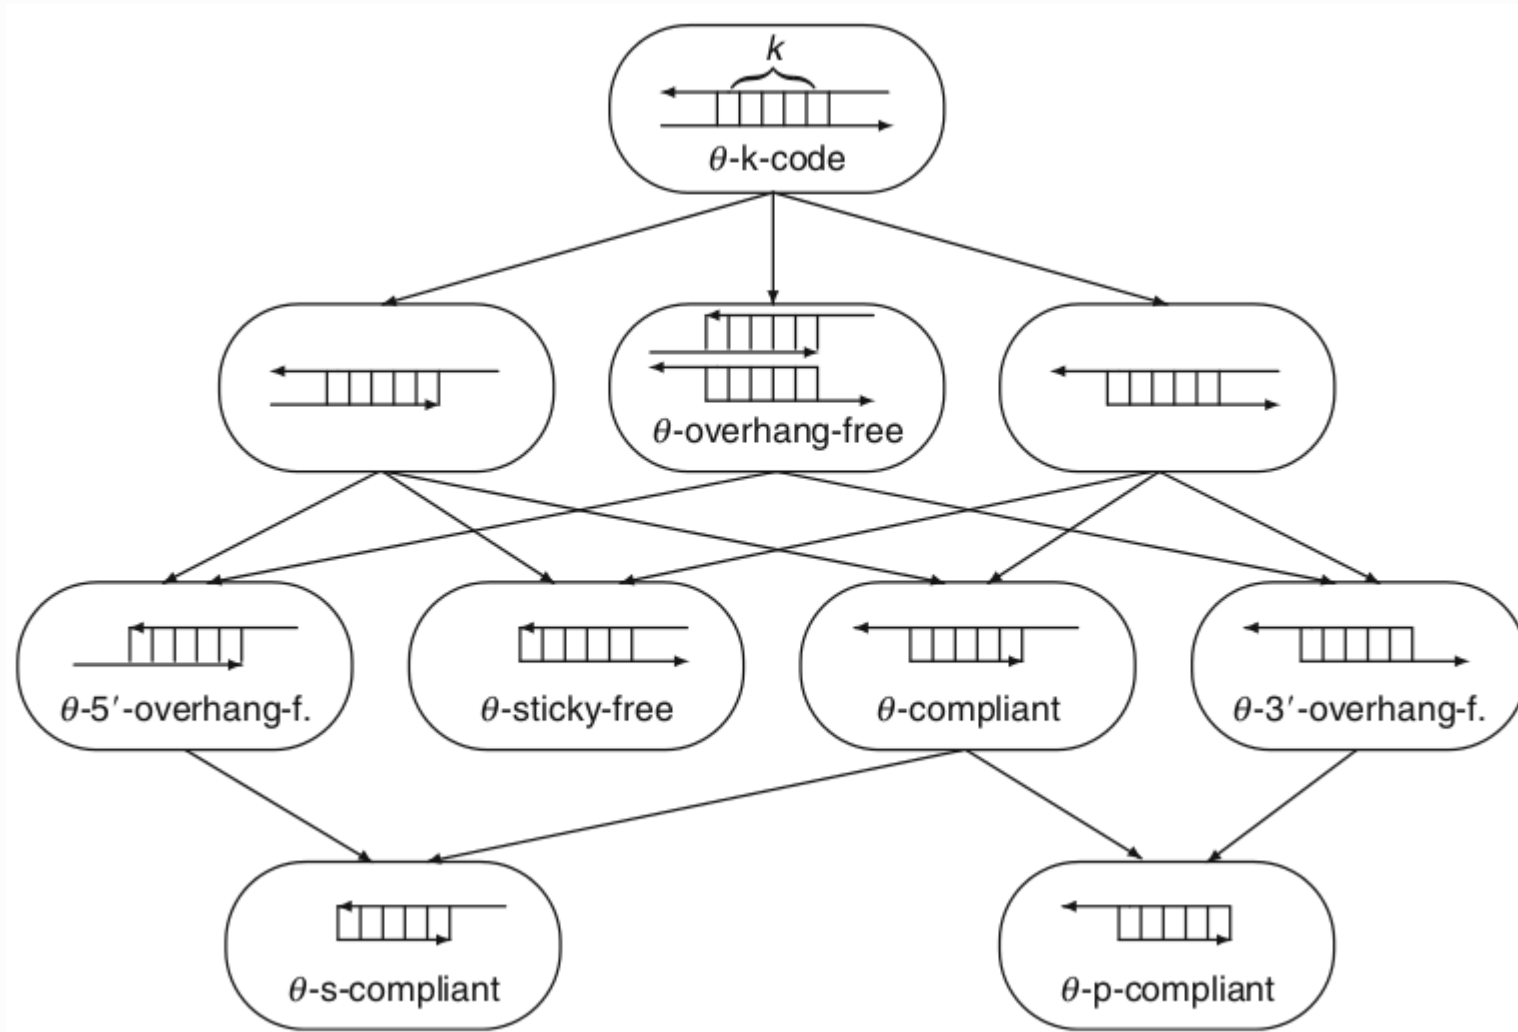 k
θ-k-code
θ-overhang-free
θ-5′-overhang-f.
θ-sticky-free
θ-compliant
θ-3′-overhang-f.
θ-s-compliant
θ-p-compliant